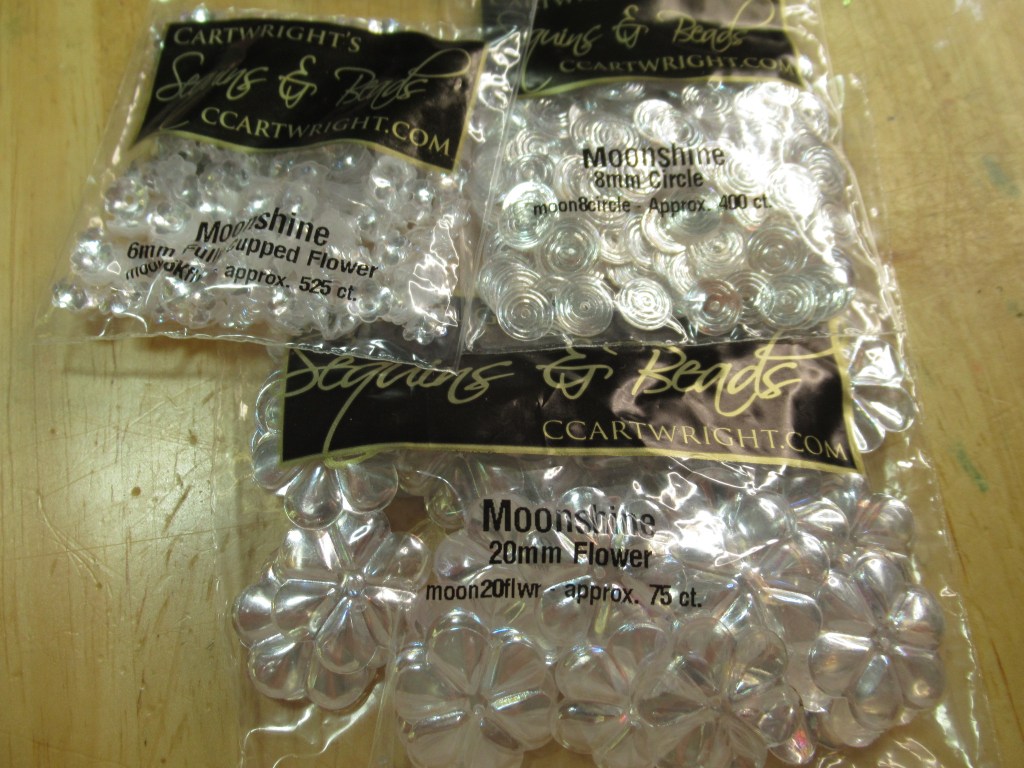 CARTWRIGHT'S
Sequins & Beads
CCARTWRIGHT.COM
Moonshine
6mm Full Cupped Flower
approx. 525 ct.
quins & Beads
CCARTWRIGHT.COM
Moonshine
8mm Circle
moon8circle - Approx. 400 ct.
Sequins & Beads
CCARTWRIGHT.COM
Moonshine
20mm Flower
moon20flwr - approx. 75 ct.